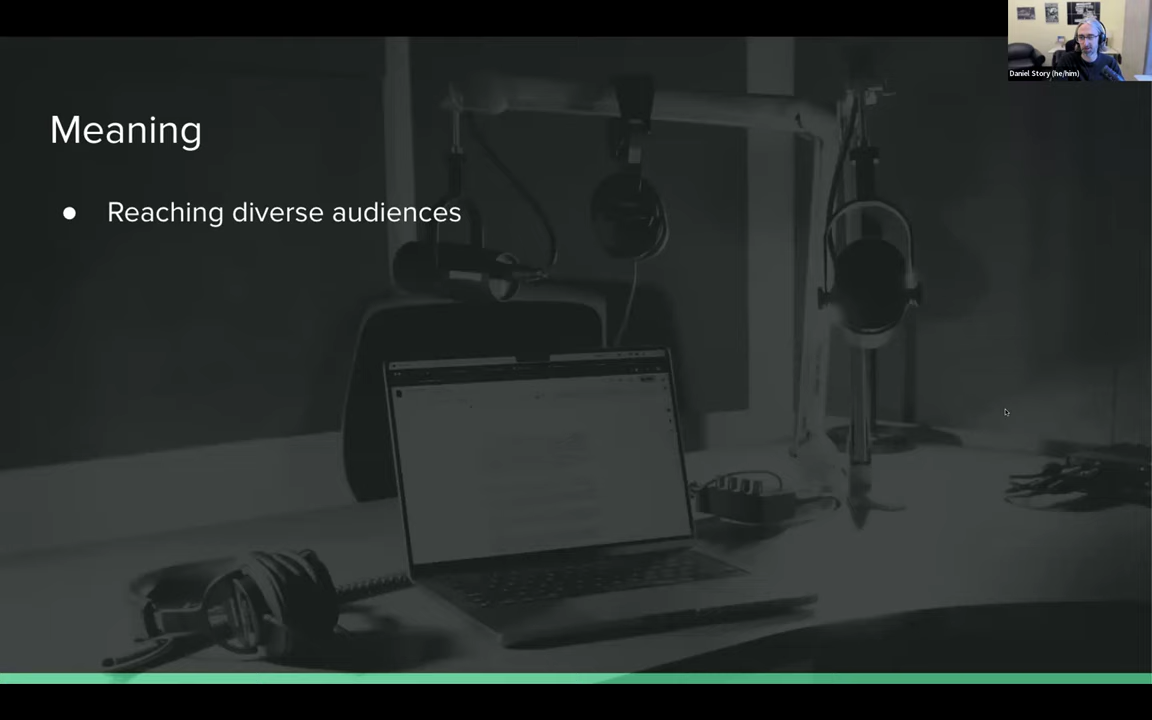 Daniel Story (he/him)
Meaning
● Reaching diverse audiences